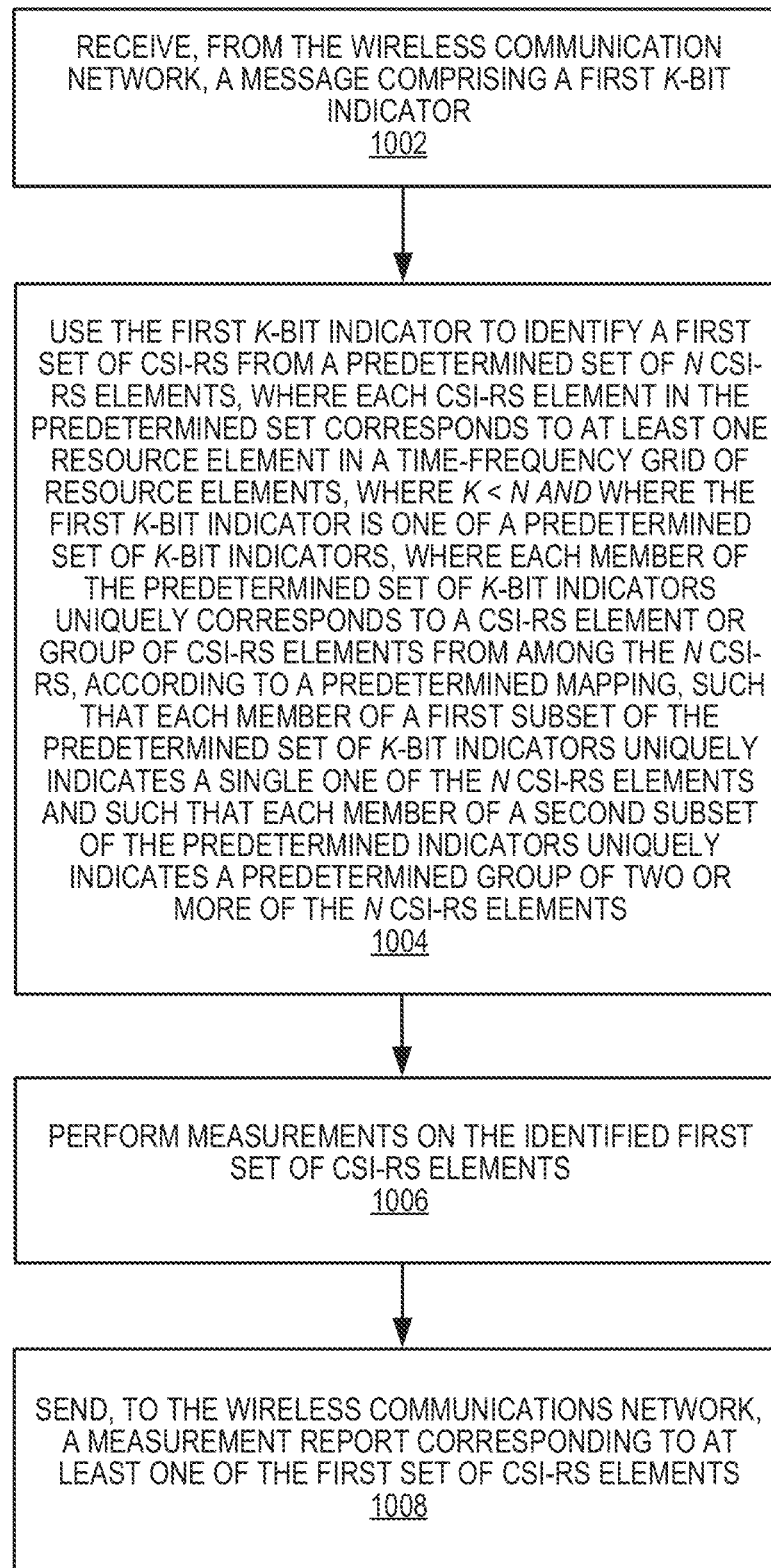 RECEIVE, FROM THE WIRELESS COMMUNICATION
NETWORK, A MESSAGE COMPRISING A FIRST K-BIT
INDICATOR
1002
USE THE FIRST K-BIT INDICATOR TO IDENTIFY A FIRST
SET OF CSI-RS FROM A PREDETERMINED SET OF N CSI-
RS ELEMENTS, WHERE EACH CSI-RS ELEMENT IN THE
PREDETERMINED SET CORRESPONDS TO AT LEAST ONE
RESOURCE ELEMENT IN A TIME-FREQUENCY GRID OF
RESOURCE ELEMENTS, WHERE K < N AND WHERE THE
FIRST K-BIT INDICATOR IS ONE OF A PREDETERMINED
SET OF K-BIT INDICATORS, WHERE EACH MEMBER OF
THE PREDETERMINED SET OF K-BIT INDICATORS
UNIQUELY CORRESPONDS TO A CSI-RS ELEMENT OR
GROUP OF CSI-RS ELEMENTS FROM AMONG THE N CSI-
RS, ACCORDING TO A PREDETERMINED MAPPING, SUCH
THAT EACH MEMBER OF A FIRST SUBSET OF THE
PREDETERMINED SET OF K-BIT INDICATORS UNIQUELY
INDICATES A SINGLE ONE OF THE N CSI-RS ELEMENTS
AND SUCH THAT EACH MEMBER OF A SECOND SUBSET
OF THE PREDETERMINED INDICATORS UNIQUELY
INDICATES A PREDETERMINED GROUP OF TWO OR
MORE OF THE N CSI-RS ELEMENTS
1004
PERFORM MEASUREMENTS ON THE IDENTIFIED FIRST
SET OF CSI-RS ELEMENTS
1006
SEND, TO THE WIRELESS COMMUNICATIONS NETWORK,
A MEASUREMENT REPORT CORRESPONDING TO AT
LEAST ONE OF THE FIRST SET OF CSI-RS ELEMENTS
1008